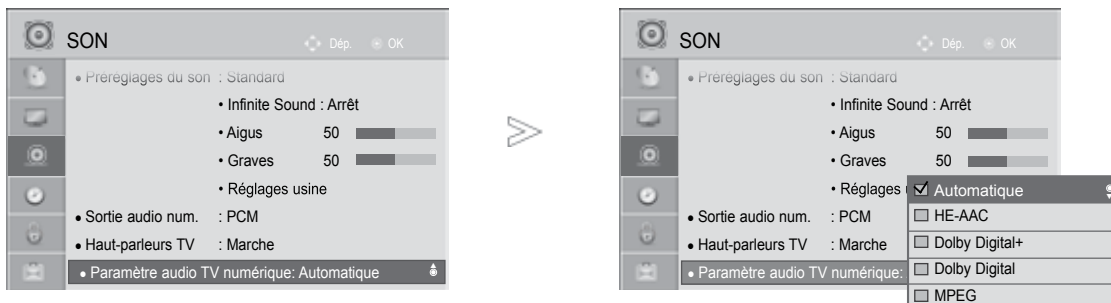 SON
Dép. OK
• Préréglages du son : Standard
• Infinite Sound : Arrêt
• Aigus 50
• Graves 50
• Réglages usine
• Sortie audio num. : PCM
• Haut-parleurs TV : Marche
• Paramètre audio TV numérique: Automatique
SON
Dép. OK
• Préréglages du son : Standard
• Infinite Sound : Arrêt
• Aigus 50
• Graves 50
• Réglages
• Sortie audio num. : PCM
• Haut-parleurs TV : Marche
• Paramètre audio TV numérique:
Automatique
HE-AAC
Dolby Digital+
Dolby Digital
MPEG